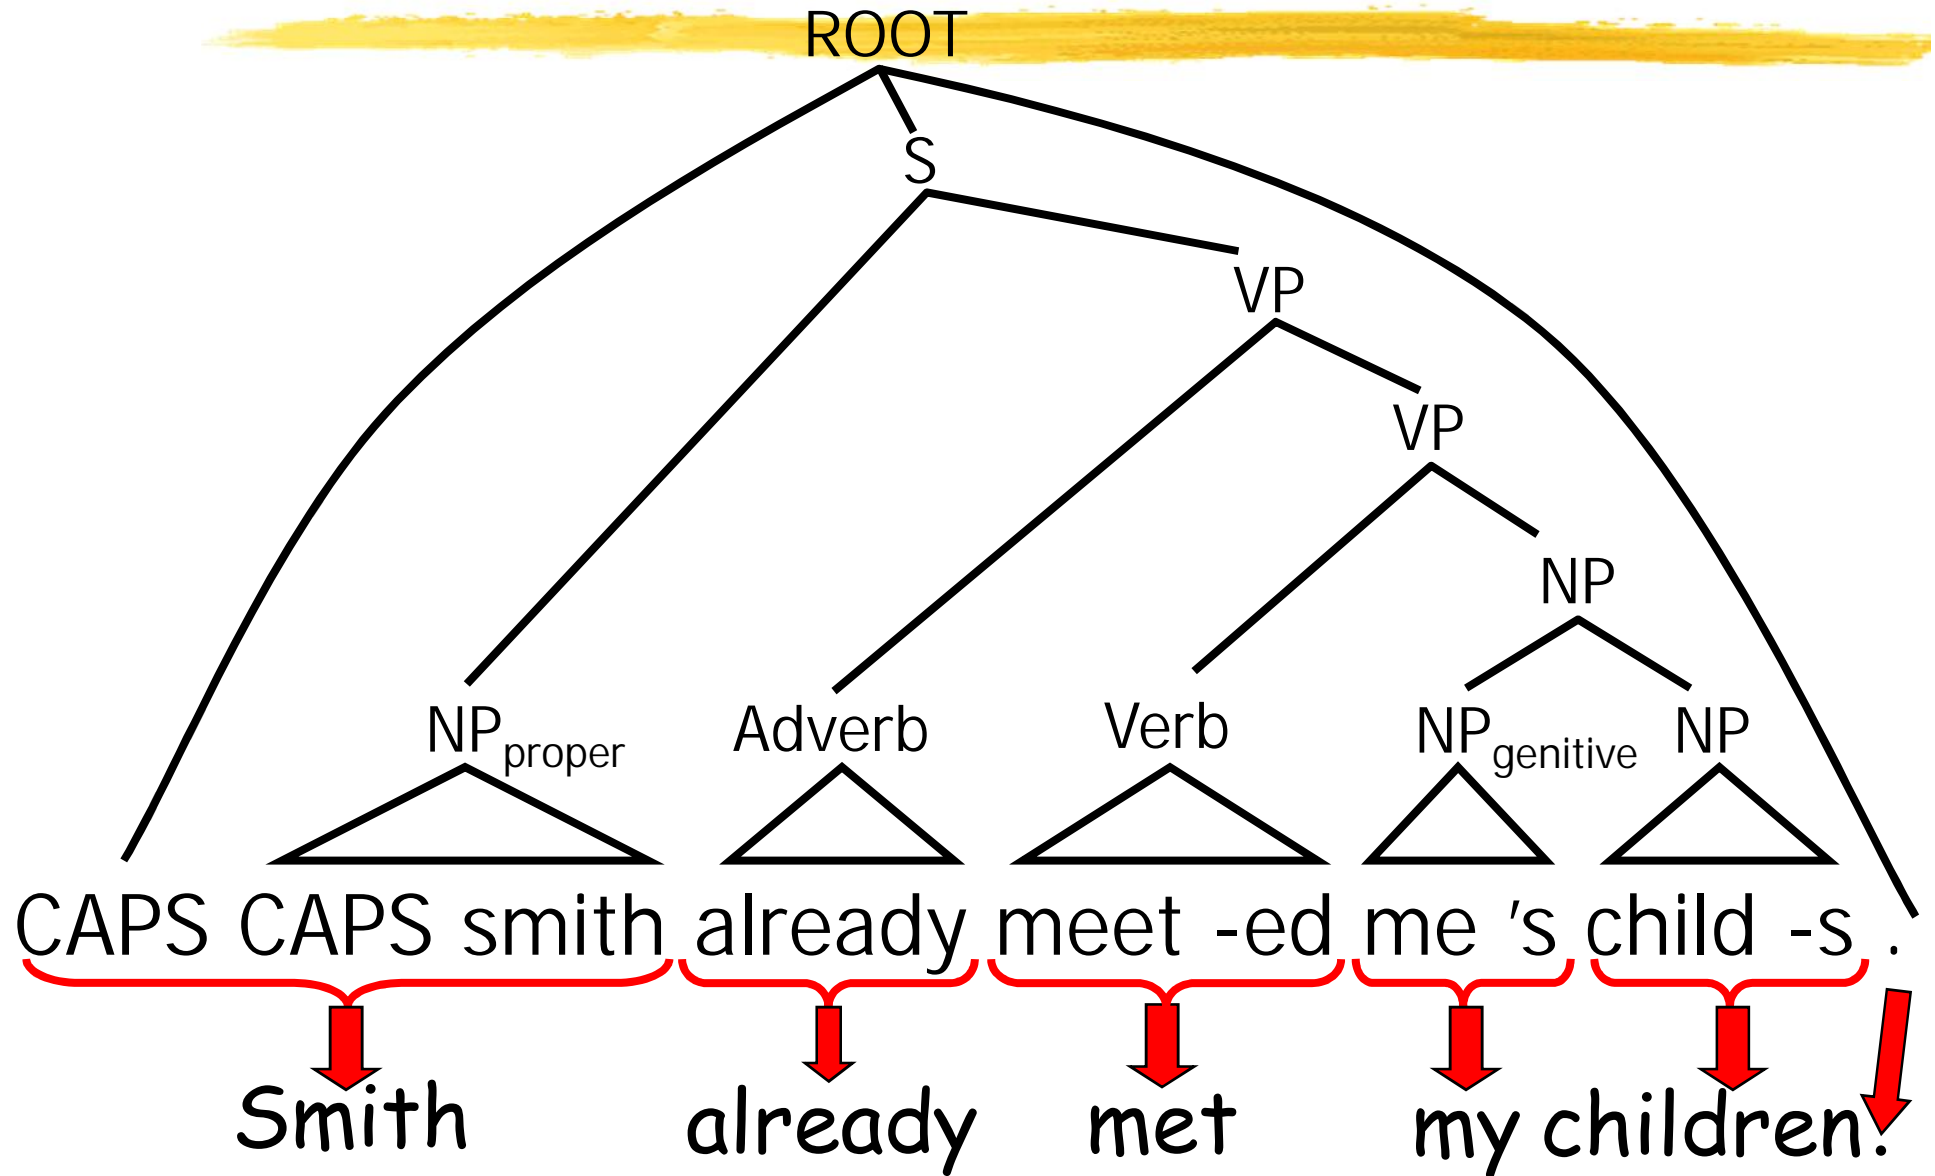 ROOT
S
VP
VP
NP
NPproper Adverb Verb NPgenitive NP
CAPS CAPS smith already meet -ed me 's child -s .
Smith already met my children.